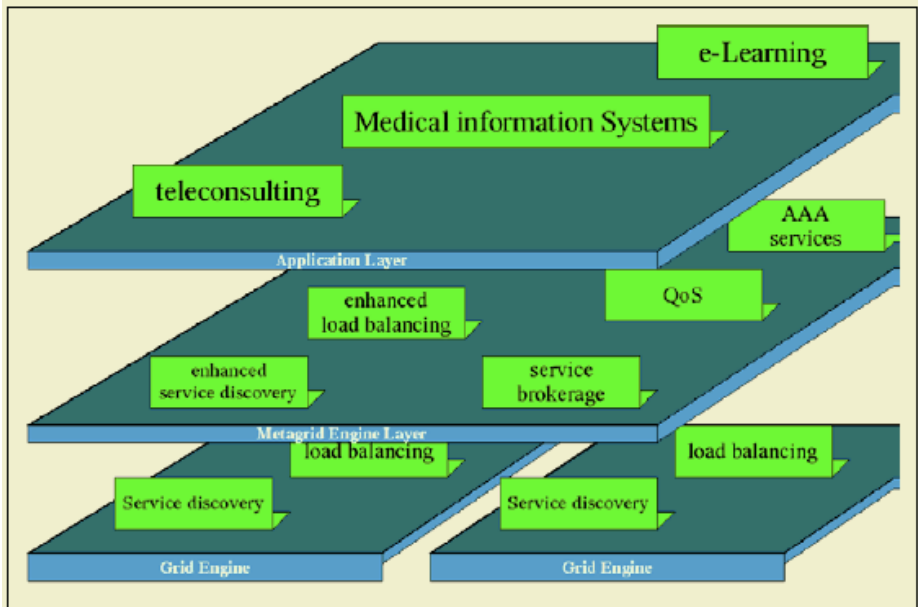 e-Learning
Medical information Systems
teleconsulting
AAA
services
Application Layer
enhanced
load balancing
QoS
enhanced
service discovery
service
brokerage
Metagrid Engine Layer
load balancing
load balancing
Service discovery
Service discovery
Grid Engine
Grid Engine